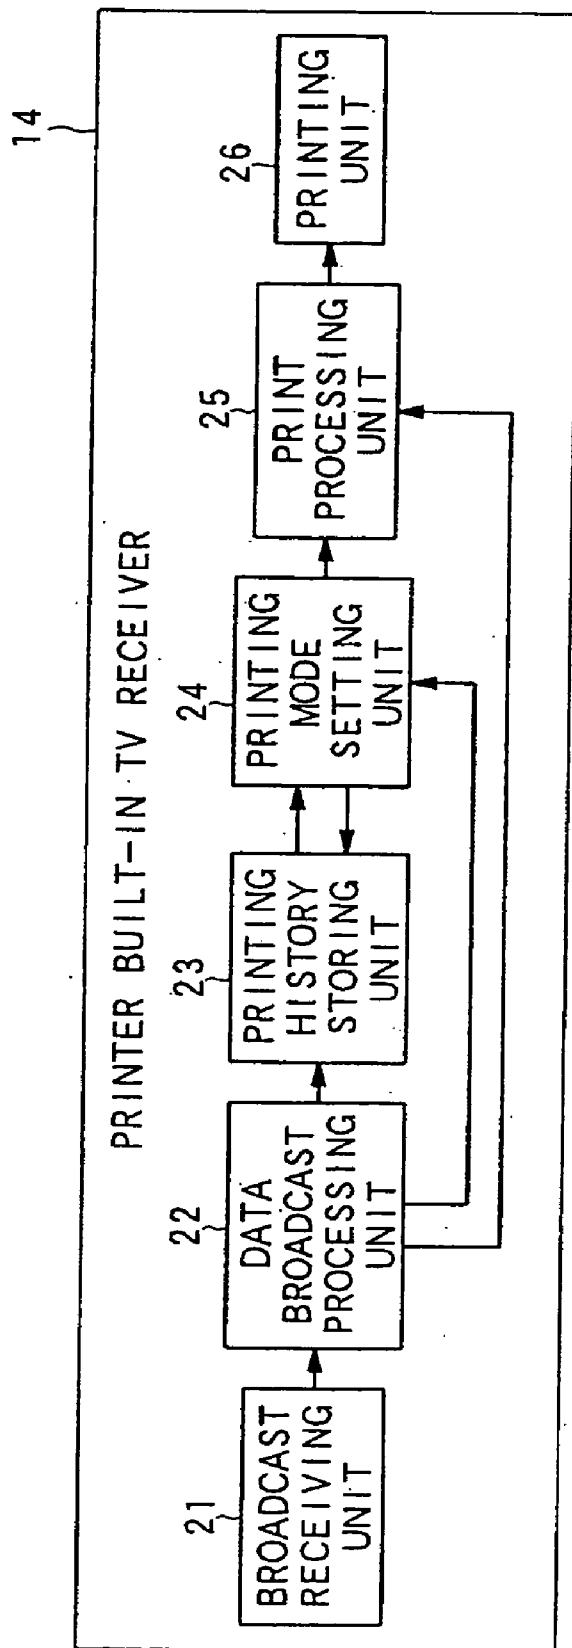 14
PRINTER BUILT-IN TV RECEIVER
21
BROADCAST
RECEIVING
UNIT
22
DATA
BROADCAST
PROCESSING
UNIT
23
PRINTING
HISTORY
STORING
UNIT
24
PRINTING
MODE
SETTING
UNIT
25
PRINT
PROCESSING
UNIT
26
PRINTING
UNIT